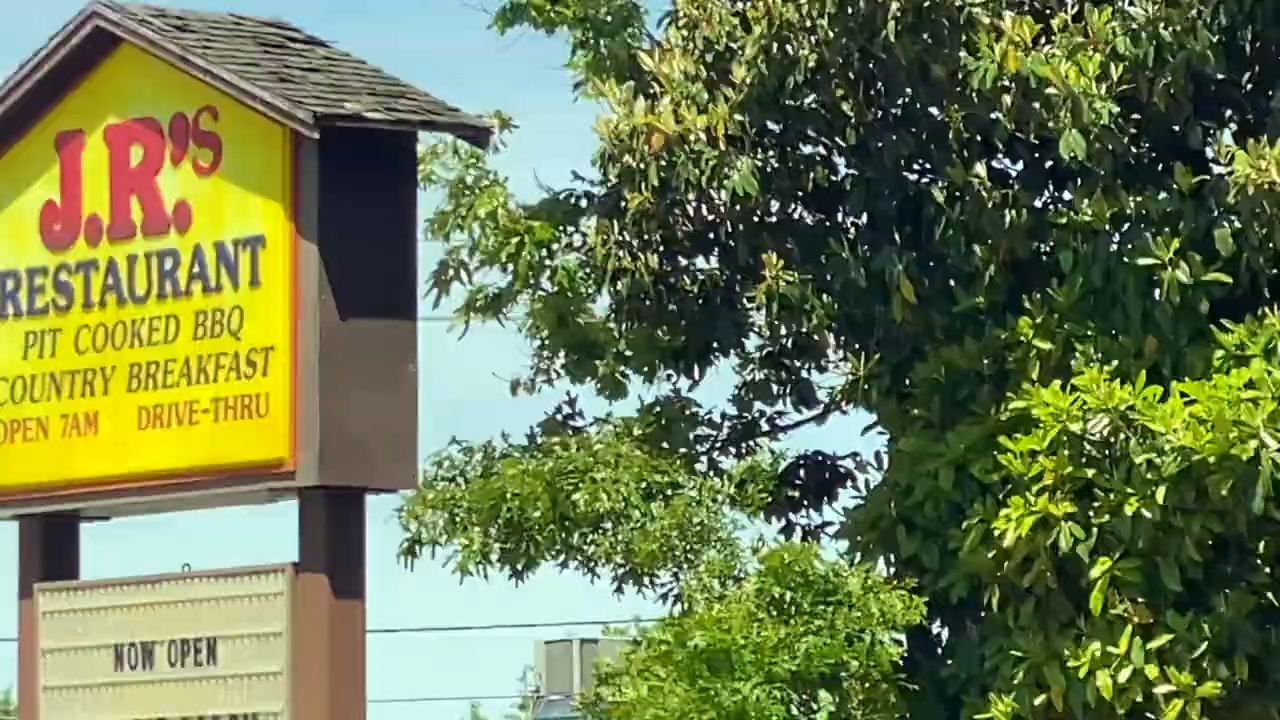 J.R.'S
RESTAURANT
PIT COOKED BBQ
COUNTRY BREAKFAST
OPEN 7AM DRIVE-THRU
NOW OPEN